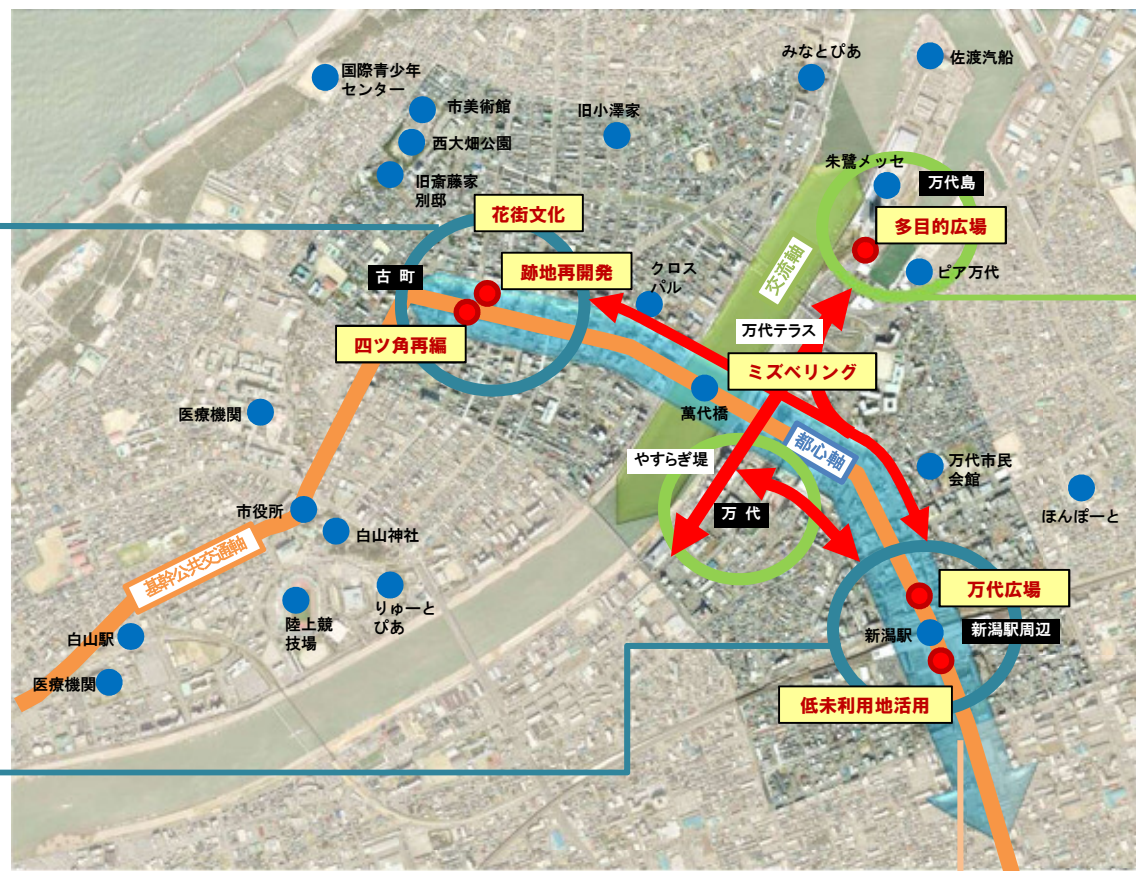 みなとぴあ
佐渡汽船
国際青少年
センター
市美術館
旧小澤家
西大畑公園
朱鷺メッセ
旧斎藤家
別邸
万代島
花街文化
多目的広場
古 町
跡地再開発
クロス
パル
交流軸
ピア万代
四ツ角再編
万代テラス
ミズベリング
萬代橋
医療機関
都心軸
やすらぎ堤
万代市民
会館
ほんぽーと
市役所
万 代
白山神社
基幹公共交通軸
陸上競
技場
りゅーと
ぴあ
万代広場
白山駅
新潟駅
新潟駅周辺
医療機関
低未利用地活用